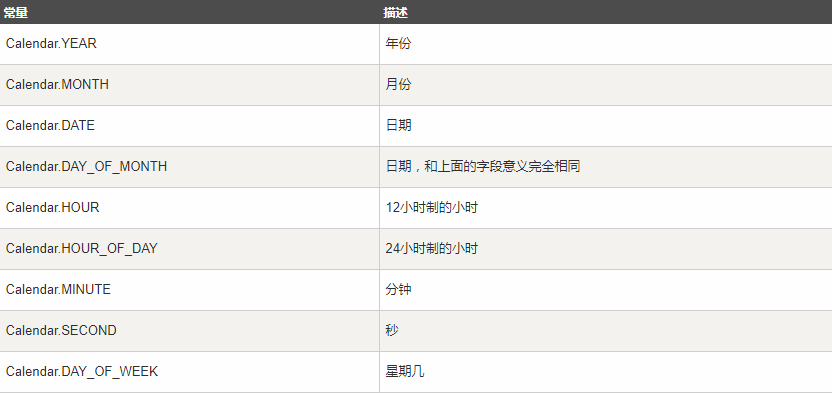 常量 描述
Calendar.YEAR 年份
Calendar.MONTH 月份
Calendar.DATE 日期
Calendar.DAY_OF_MONTH 日期，和上面的字段意义完全相同
Calendar.HOUR 12小时制的小时
Calendar.HOUR_OF_DAY 24小时制的小时
Calendar.MINUTE 分钟
Calendar.SECOND 秒
Calendar.DAY_OF_WEEK 星期几